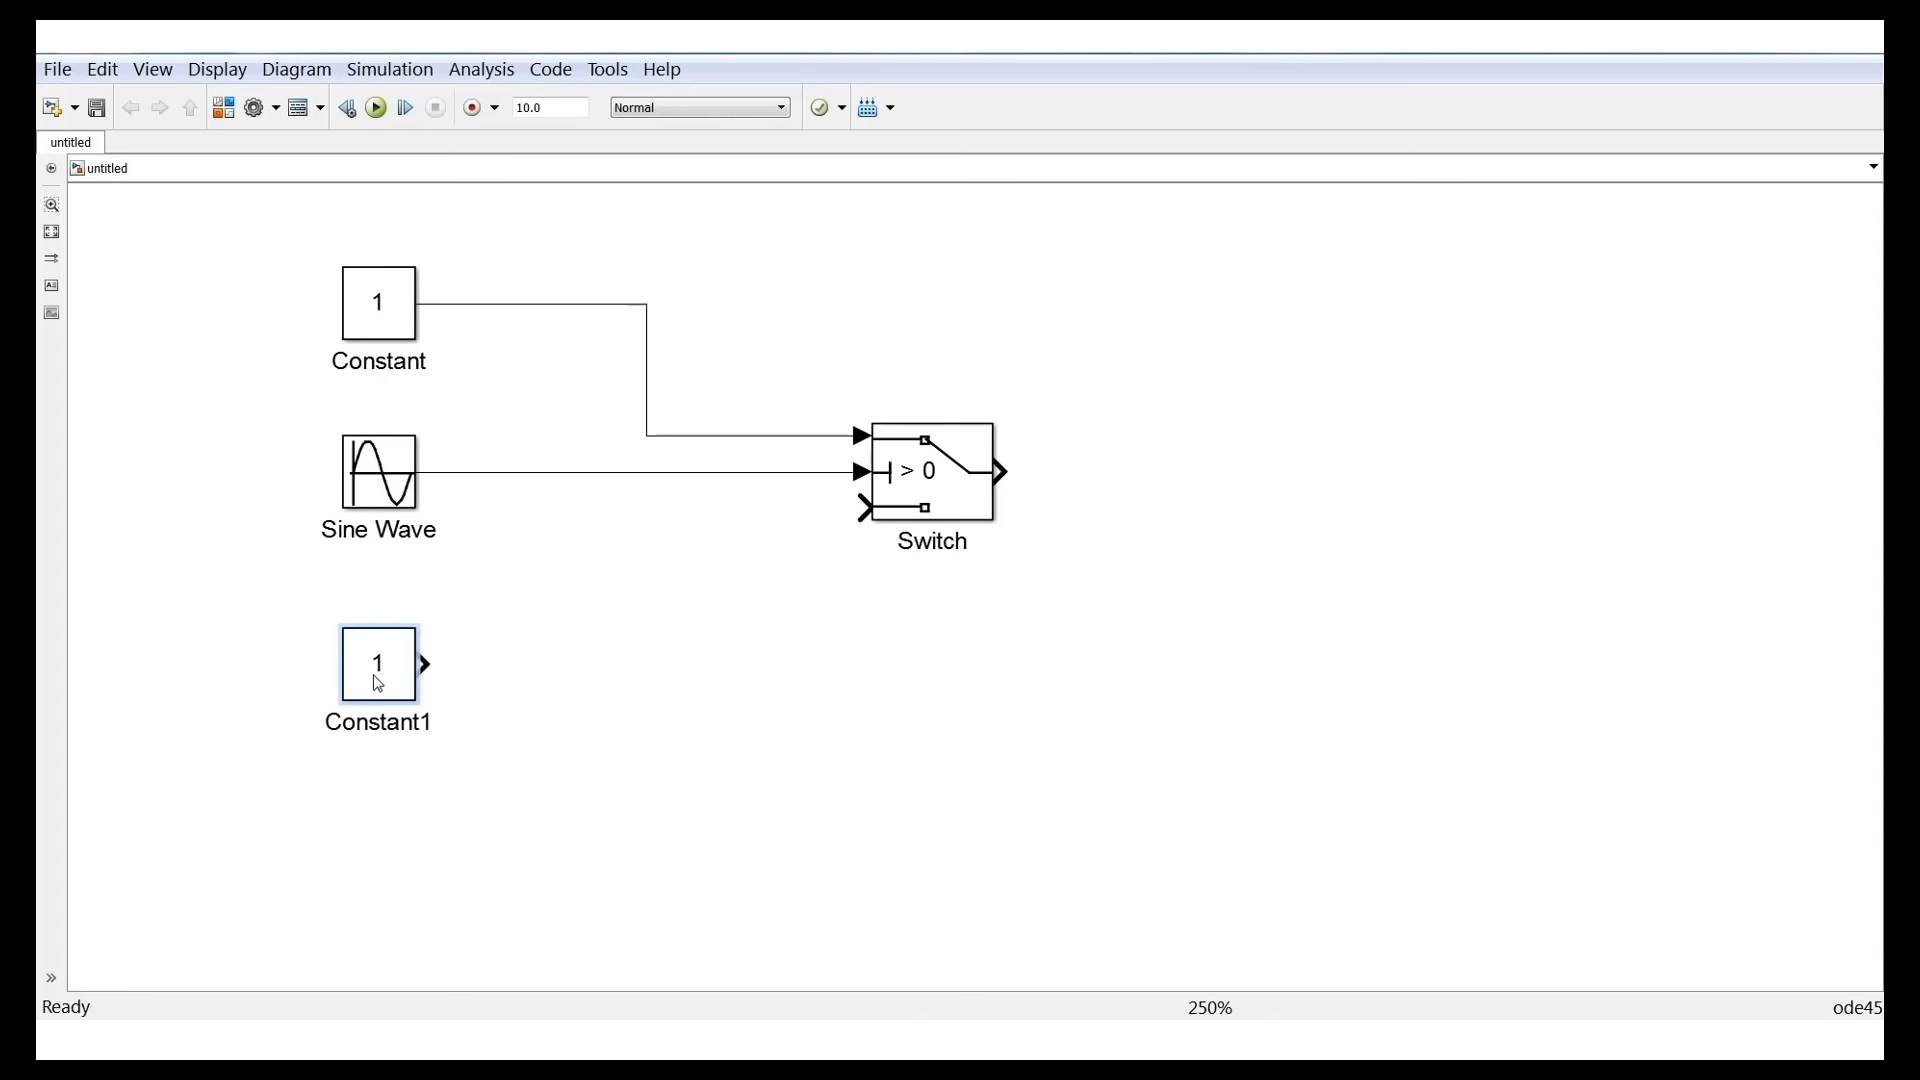 File Edit View Display Diagram Simulation Analysis Code Tools Help
10.0 Normal
untitled
untitled
1
Constant
Sine Wave
> 0
Switch
1
Constant1
Ready 250% ode45